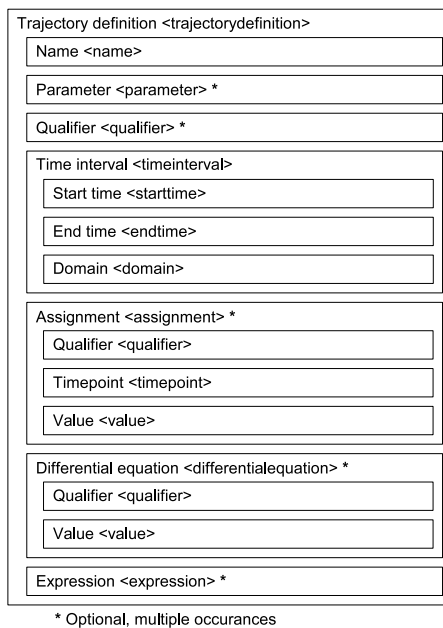 Trajectory definition <trajectorydefinition>
Name <name>
Parameter <parameter> *
Qualifier <qualifier> *
Time interval <timeinterval>
Start time <starttime>
End time <endtime>
Domain <domain>
Assignment <assignment> *
Qualifier <qualifier>
Timepoint <timepoint>
Value <value>
Differential equation <differentialequation> *
Qualifier <qualifier>
Value <value>
Expression <expression> *
* Optional, multiple occurances